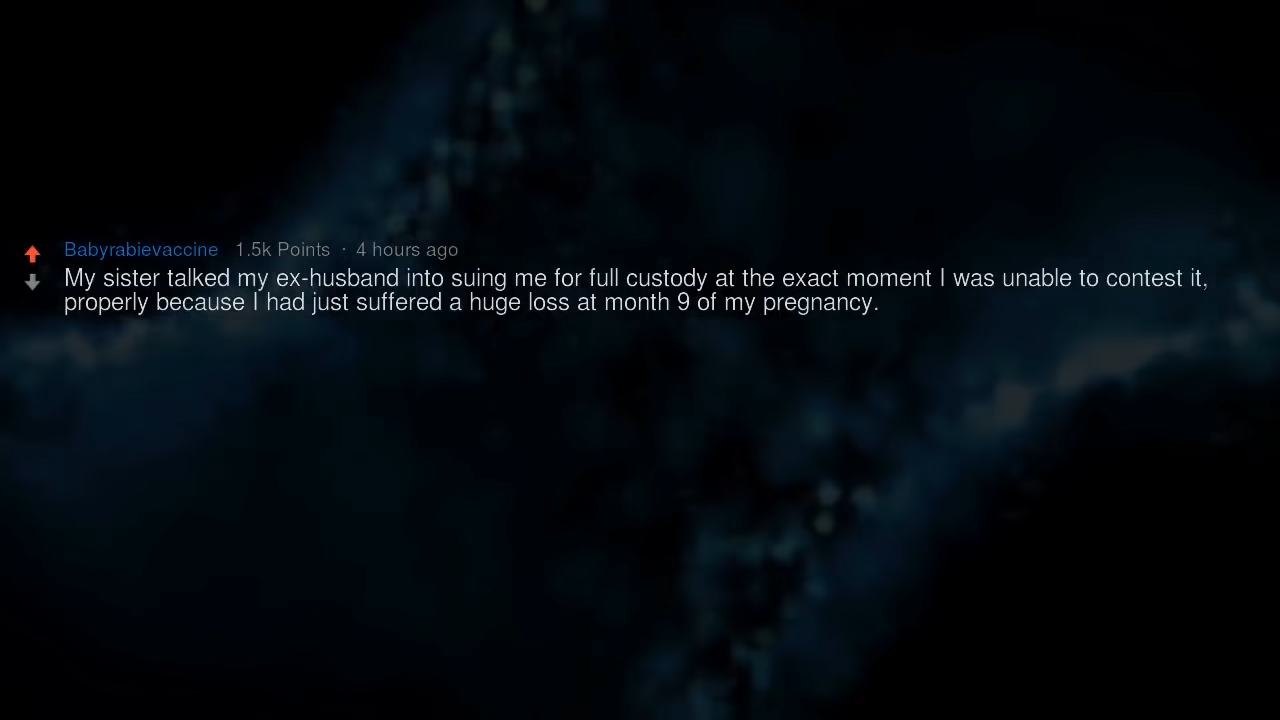 Babyrabievaccine 1.5k Points · 4 hours ago
My sister talked my ex-husband into suing me for full custody at the exact moment I was unable to contest it,
properly because I had just suffered a huge loss at month 9 of my pregnancy.